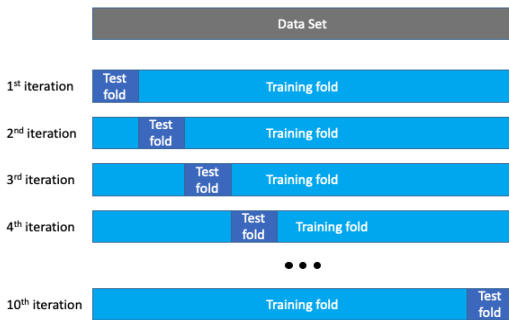 Data Set
1st iteration
Test
fold
Training fold
2nd iteration
Test
fold
Training fold
3rd iteration
Test
fold
Training fold
4th iteration
Test
fold
Training fold
•••
10th iteration
Training fold
Test
fold